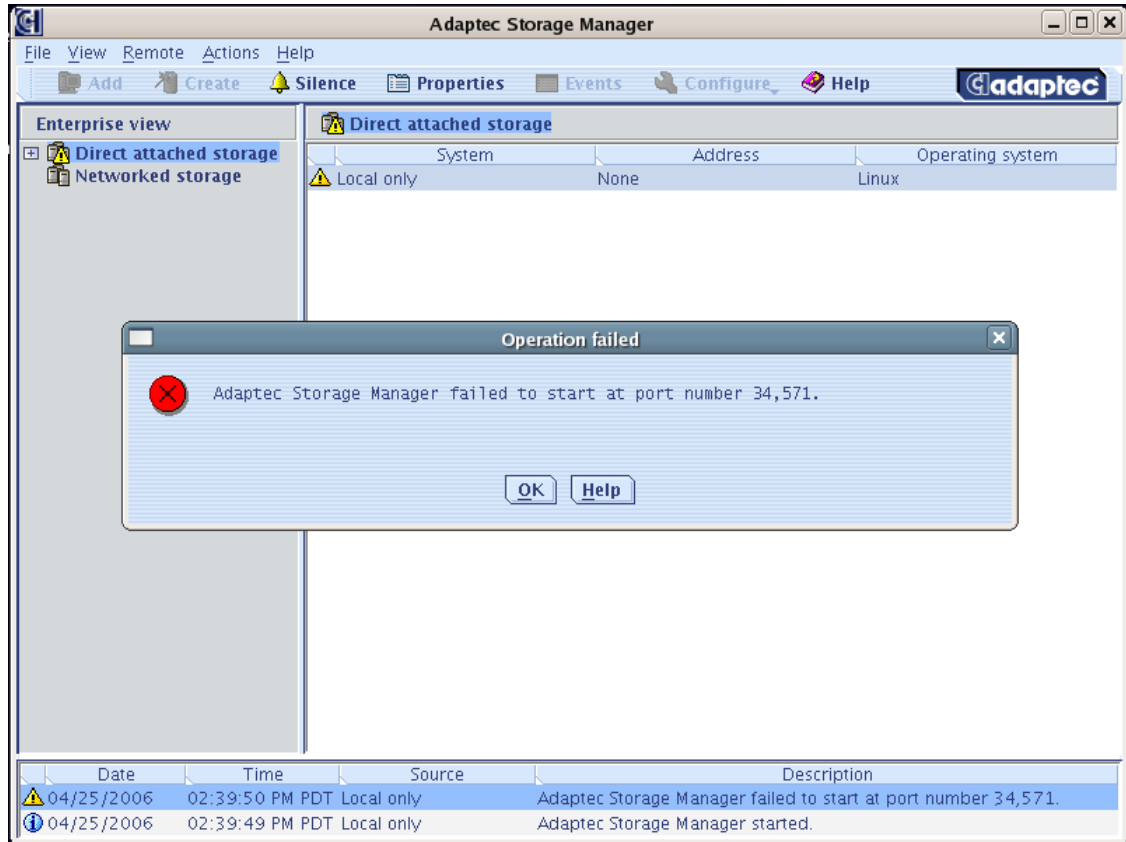 Adaptec Storage Manager
File View Remote Actions Help
Add Create Silence Properties Events Configure Help adaptec
Enterprise view
Direct attached storage
Networked storage
Direct attached storage
System Address Operating system
Local only None Linux
Operation failed
Adaptec Storage Manager failed to start at port number 34,571.
OK Help
Date Time Source Description
04/25/2006 02:39:50 PM PDT Local only Adaptec Storage Manager failed to start at port number 34,571.
04/25/2006 02:39:49 PM PDT Local only Adaptec Storage Manager started.